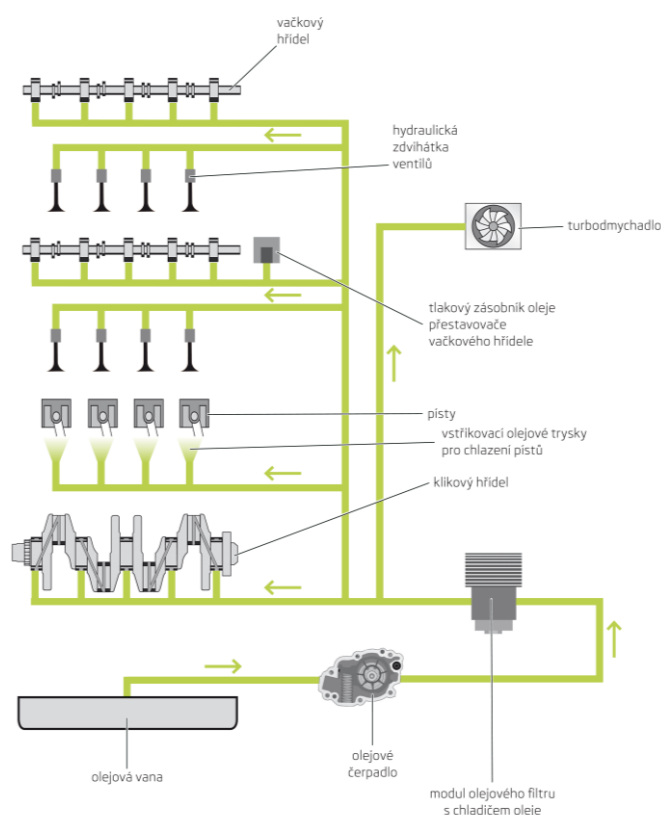 vačkový
hřídel
hydraulická
zdvihátka
ventilů
turbodmychadlo
tlakový zásobník oleje
přestavovače
vačkového hřídele
písty
vstřikovací olejové trysky
pro chlazení pístů
klikový hřídel
olejová vana
olejové
čerpadlo
modul olejového filtru
s chladičem oleje